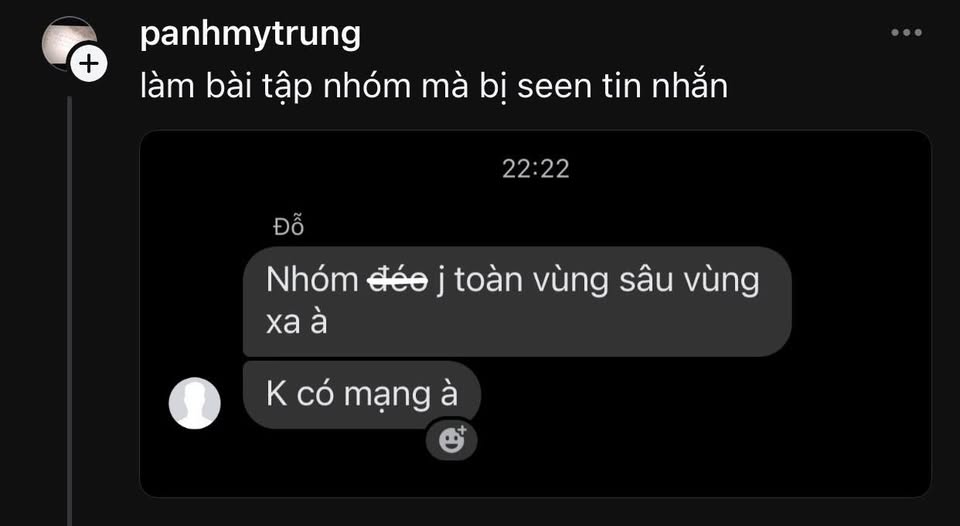 panhmytrung
làm bài tập nhóm mà bị seen tin nhắn
22:22
Đỗ
Nhóm đéo j toàn vùng sâu vùng
xa à
K có mạng à